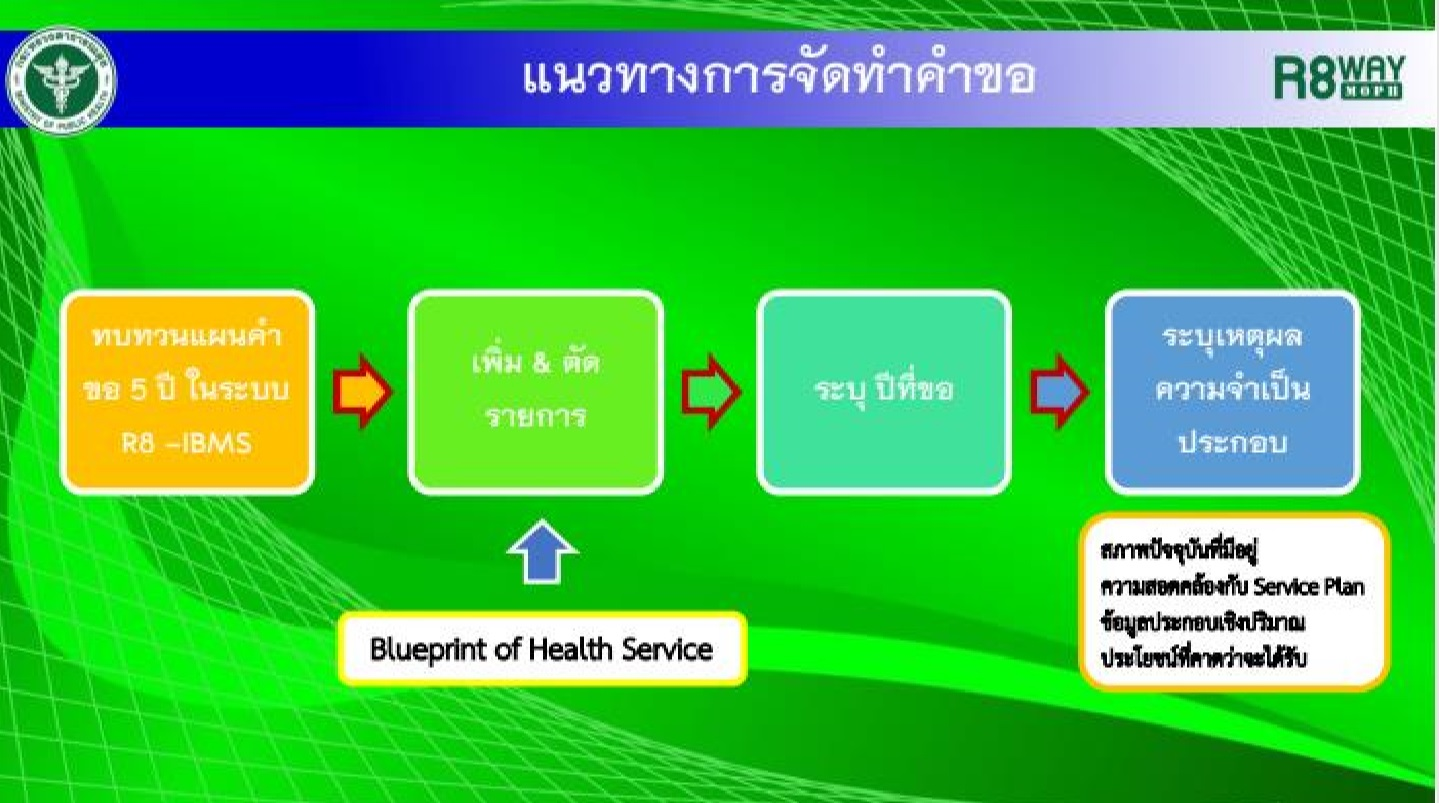 แนวทางการจัดทำคำขอ
R8 WAY
MOPH
ทบทวนแผนคำ
ขอ 5 ปี ในระบบ
R8 –IBMS
เพิ่ม & ตัด
รายการ
ระบุ ปีที่ขอ
ระบุเหตุผล
ความจำเป็น
ประกอบ
Blueprint of Health Service
สภาพปัจจุบันที่มีอยู่
ความสอดคล้องกับ Service Plan
ข้อมูลประกอบเชิงปริมาณ
ประโยชน์ที่คาดว่าจะได้รับ